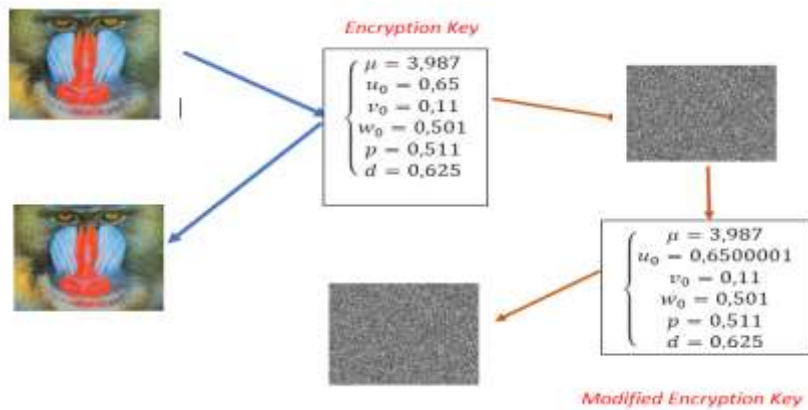 Encryption Key
μ = 3,987
u₀ = 0,65
v₀ = 0,11
w₀ = 0,501
p = 0,511
d = 0,625
μ = 3,987
u₀ = 0,6500001
v₀ = 0,11
w₀ = 0,501
p = 0,511
d = 0,625
Modified Encryption Key